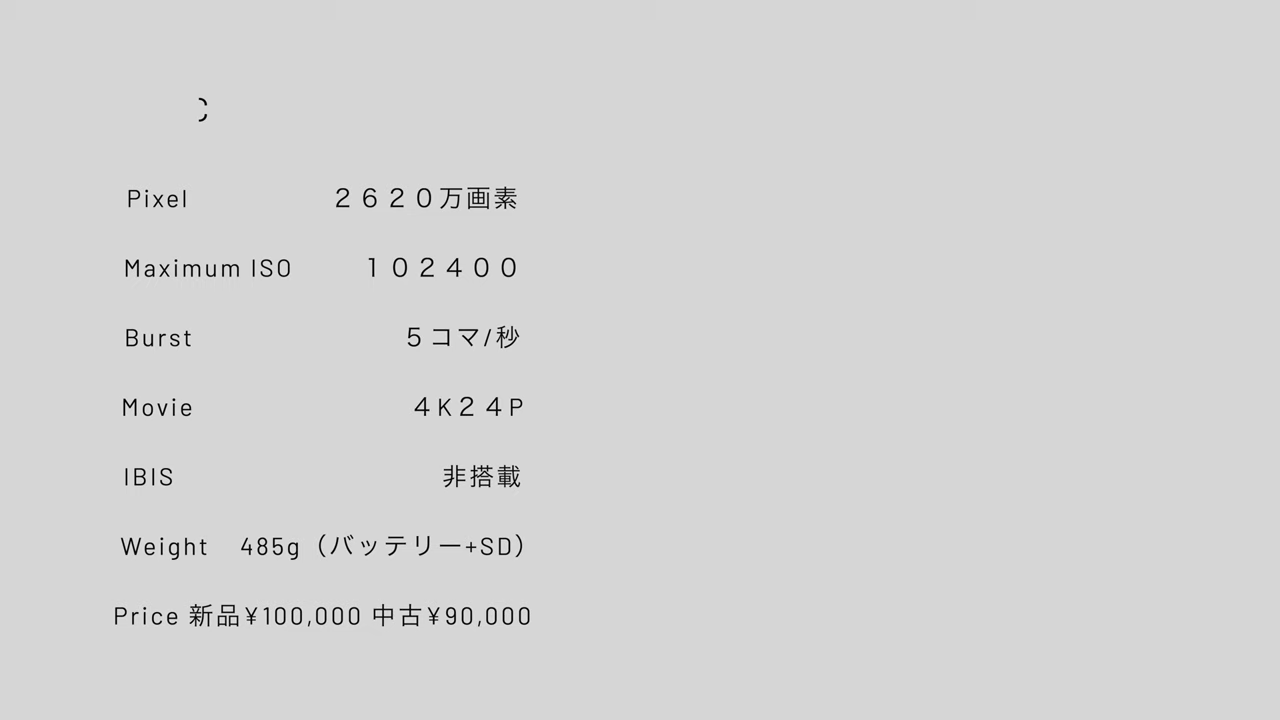 Pixel ２６２０万画素
Maximum ISO １０２４００
Burst ５コマ/秒
Movie ４K２４P
IBIS 非搭載
Weight 485g（バッテリー+SD）
Price 新品¥100,000 中古¥90,000